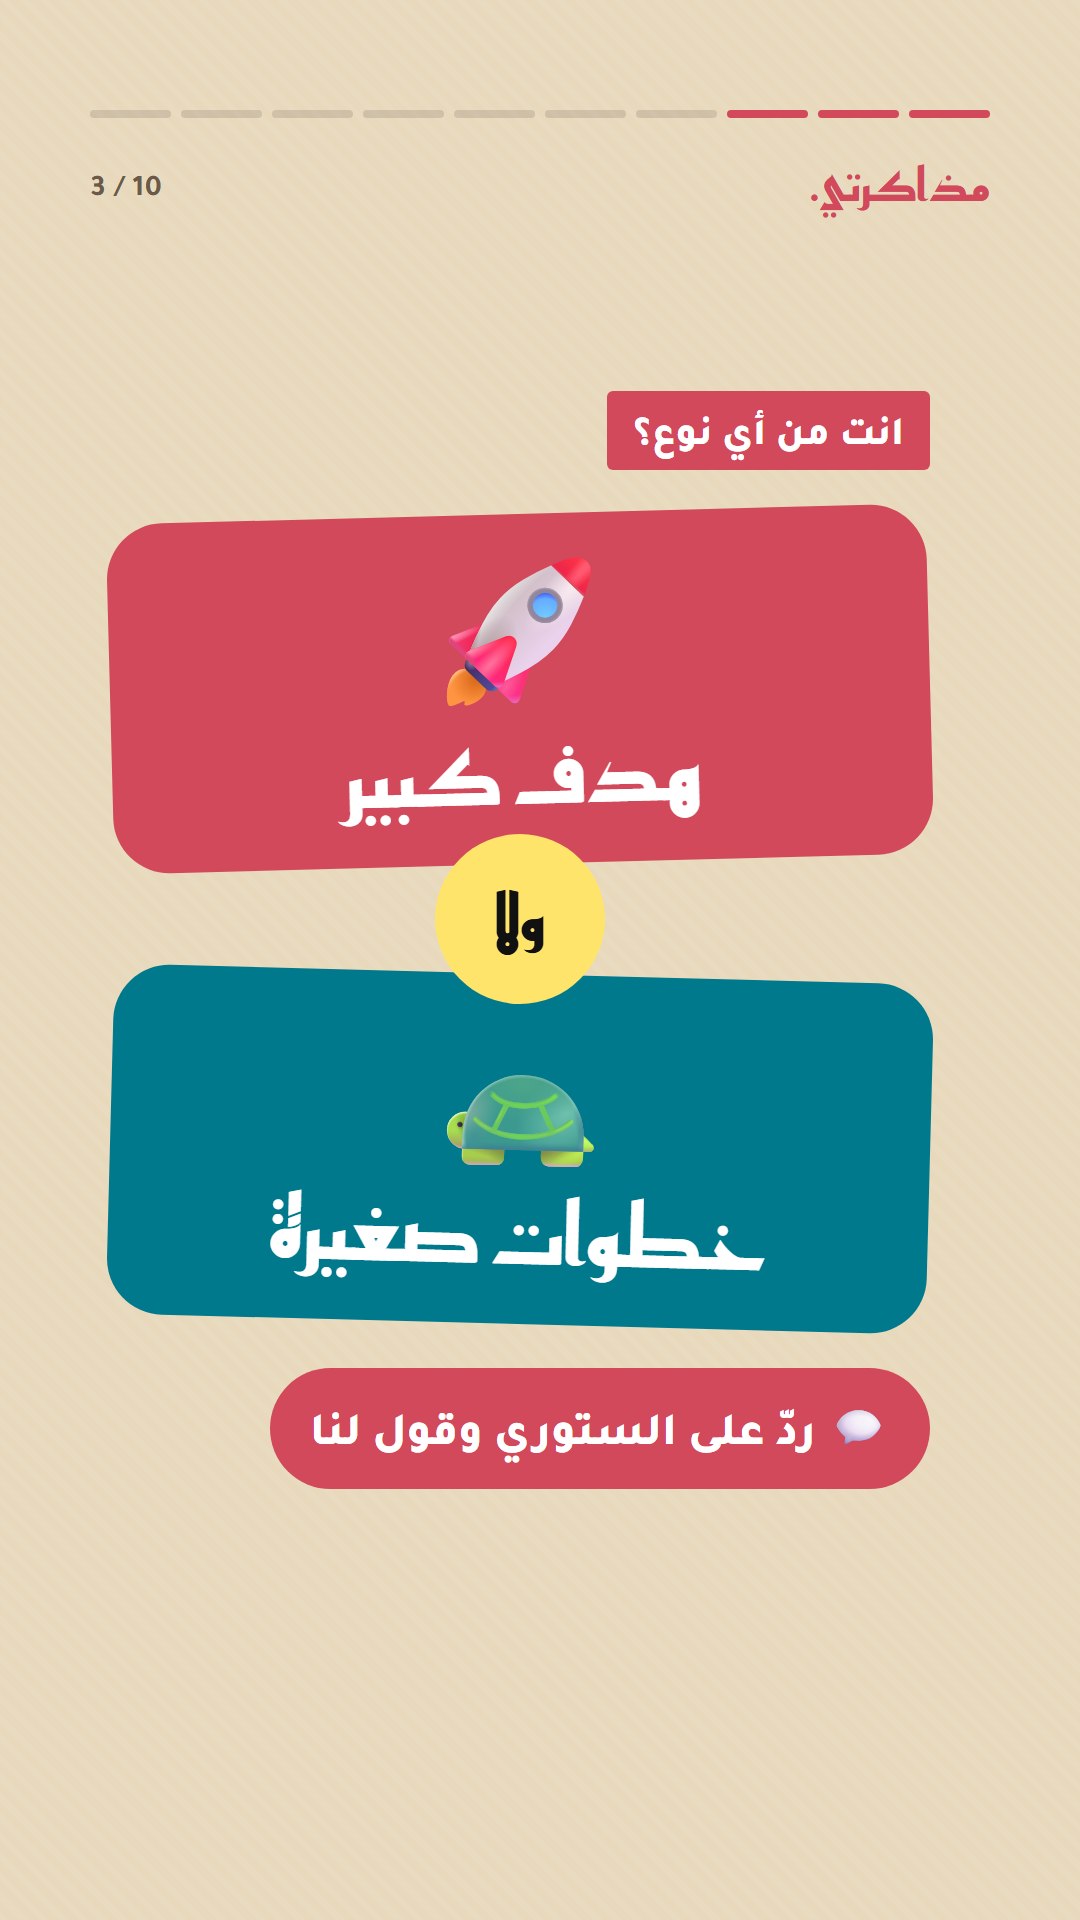 مذاكرتي.
3 / 10
انت من أي نوع؟
هدف كبير
ولا
خطوات صغيرة
ردّ على الستوري وقول لنا